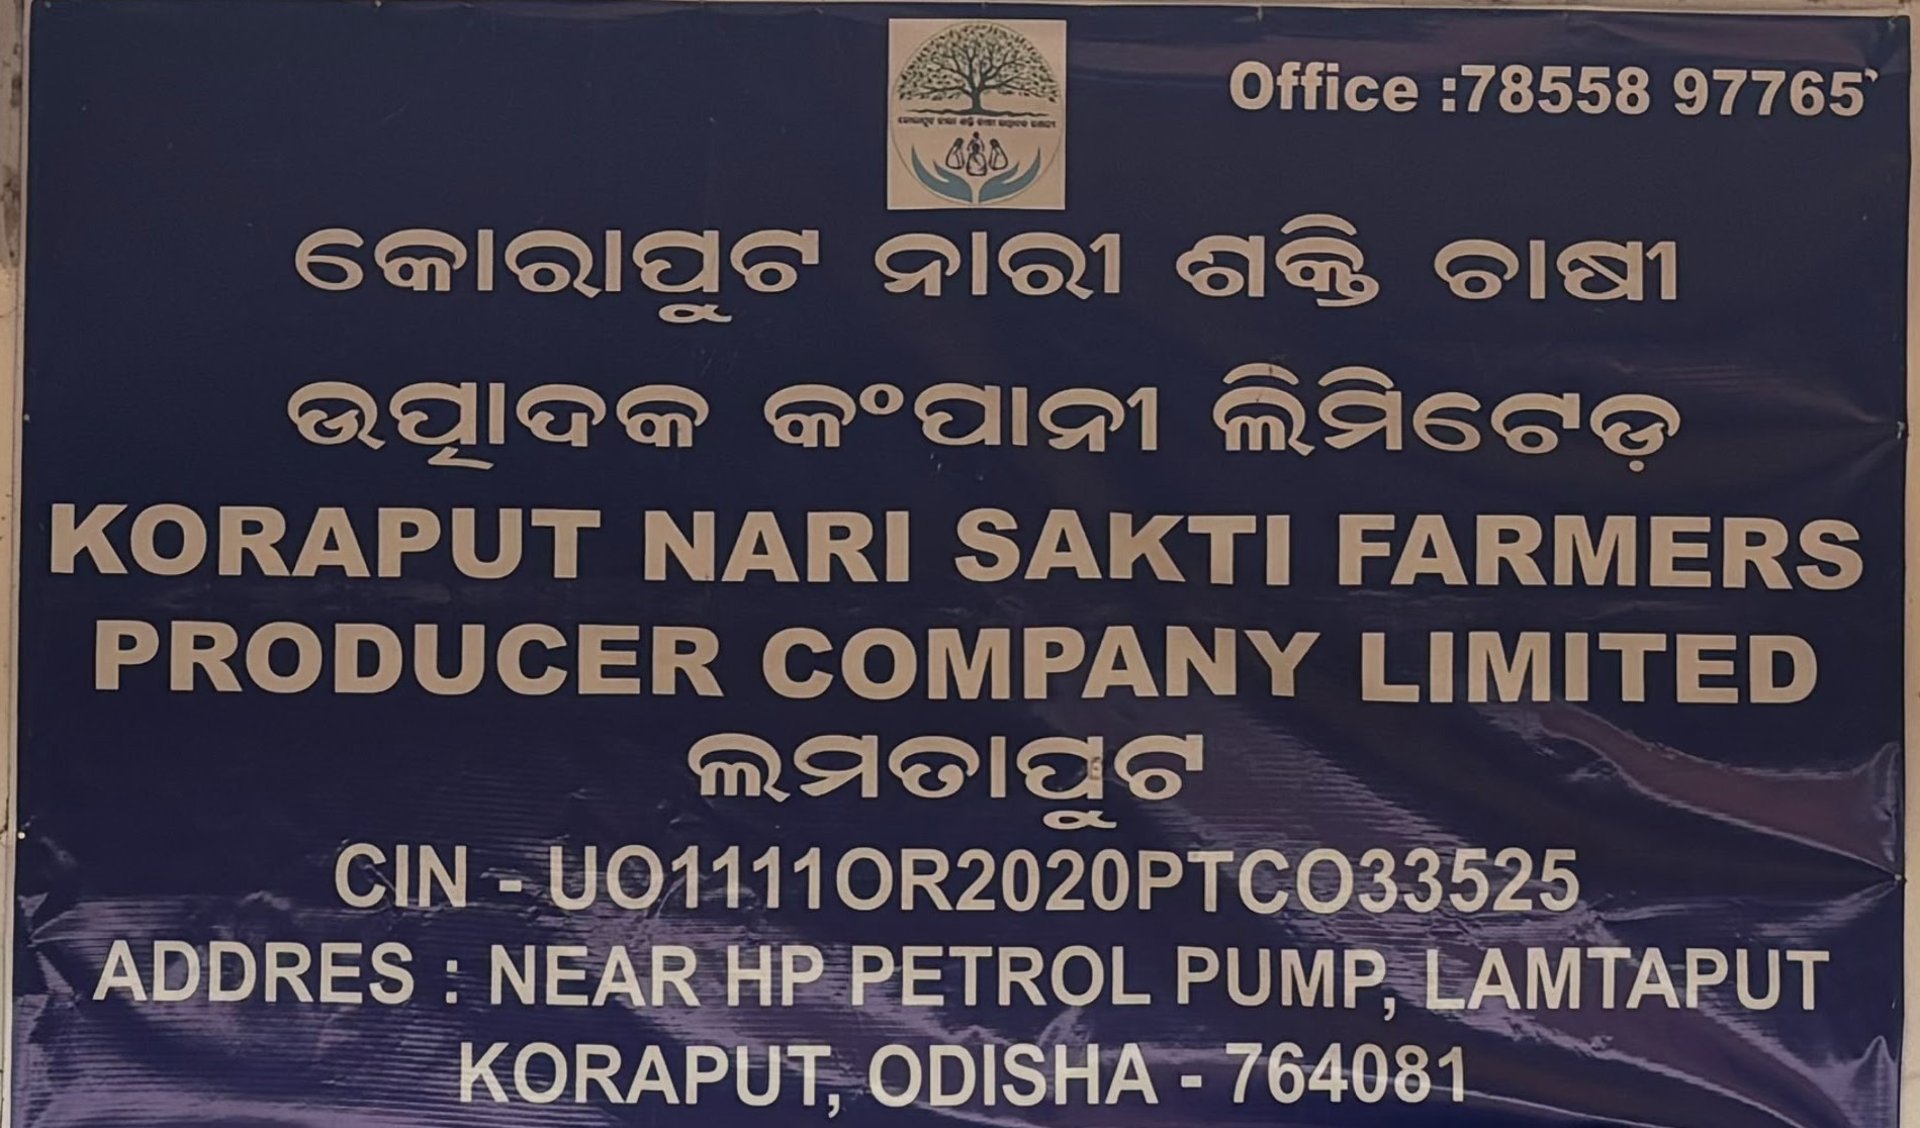 Office :78558 97765
କୋରାପୁଟ ନାରୀ ଶକ୍ତି ଚାଷୀ
ଉତ୍ପାଦକ କଂପାନୀ ଲିମିଟେଡ଼
KORAPUT NARI SAKTI FARMERS
PRODUCER COMPANY LIMITED
ଲମତାପୁଟ
CIN - UO1111OR2020PTCO33525
ADDRES : NEAR HP PETROL PUMP, LAMTAPUT
KORAPUT, ODISHA - 764081